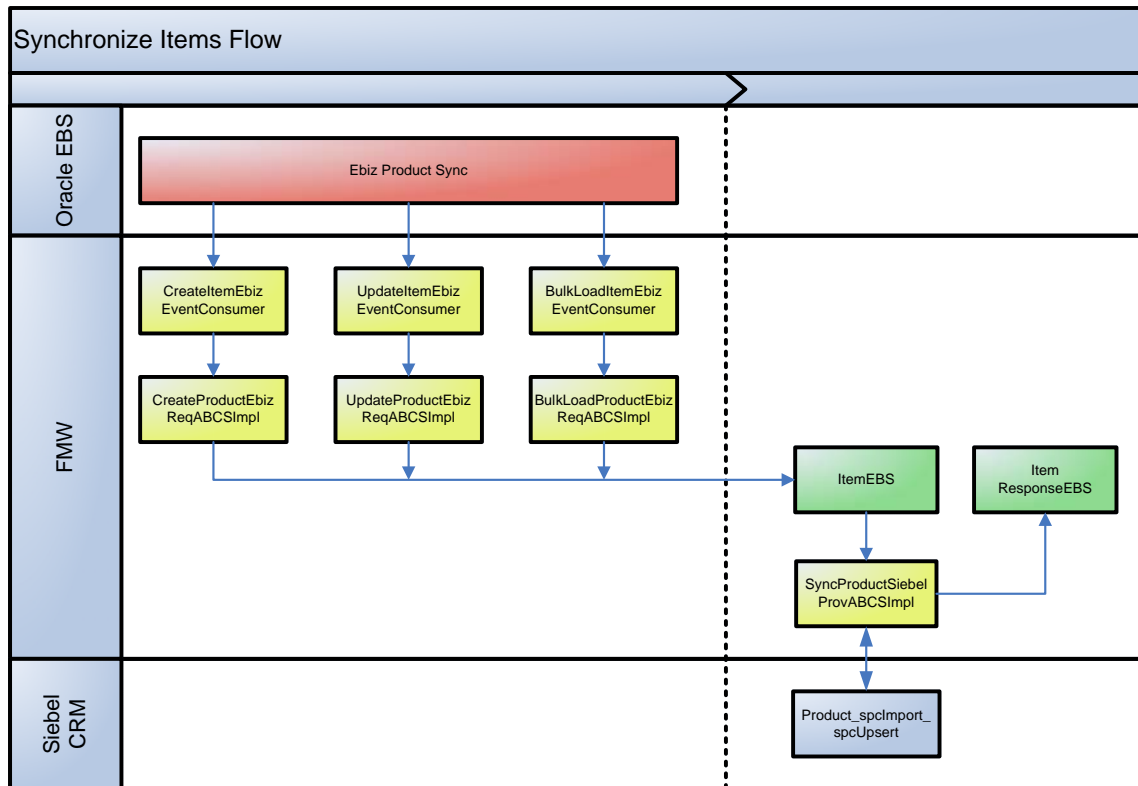 Synchronize Items Flow
Oracle EBS
Ebiz Product Sync
FMW
CreateItemEbiz
EventConsumer
UpdateItemEbiz
EventConsumer
BulkLoadItemEbiz
EventConsumer
CreateProductEbiz
ReqABCSImpl
UpdateProductEbiz
ReqABCSImpl
BulkLoadProductEbiz
ReqABCSImpl
ItemEBS
Item
ResponseEBS
SyncProductSiebel
ProvABCSImpl
Siebel
CRM
Product_spcImport_
spcUpsert